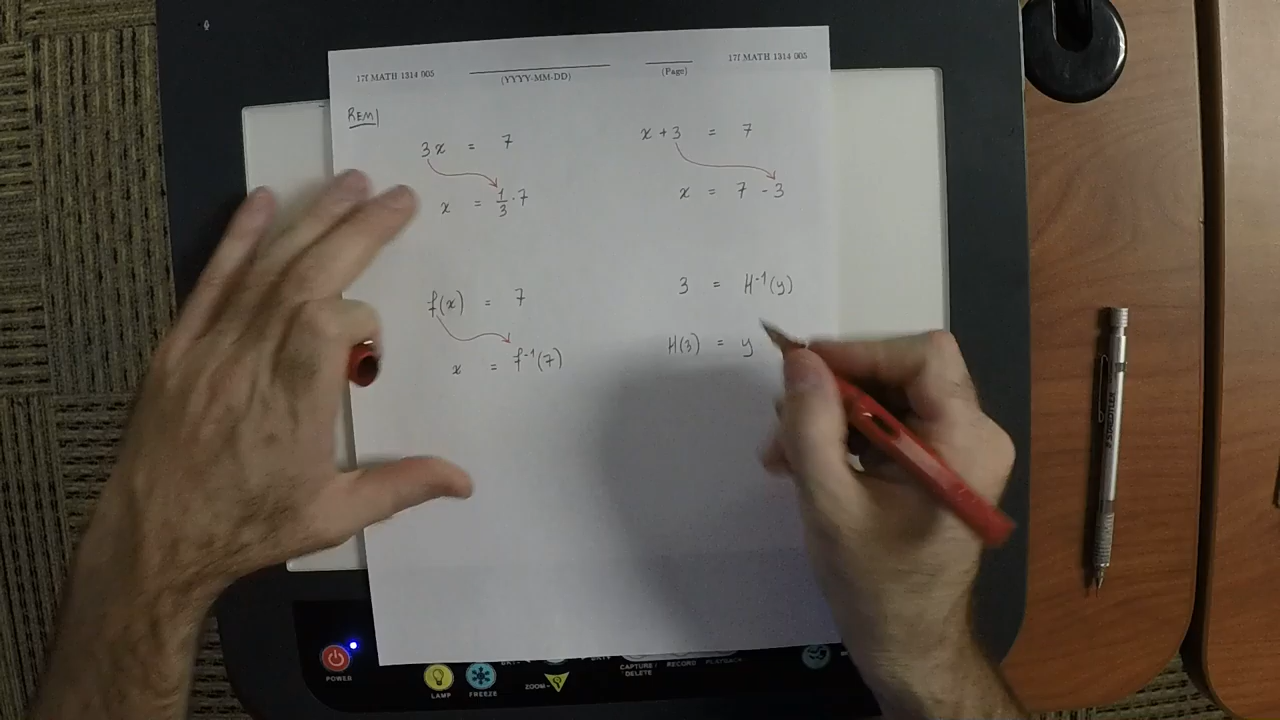 17f MATH 1314 005
(YYYY-MM-DD)
(Page)
17f MATH 1314 005
REM
3x = 7
x = 1/3 · 7
x + 3 = 7
x = 7 - 3
f(x) = 7
x = f⁻¹(7)
3 = H⁻¹(y)
H(3) = y
POWER
LAMP
FREEZE
ZOOM
CAPTURE /
DELETE
RECORD
PLAYBACK
STAEDTLER